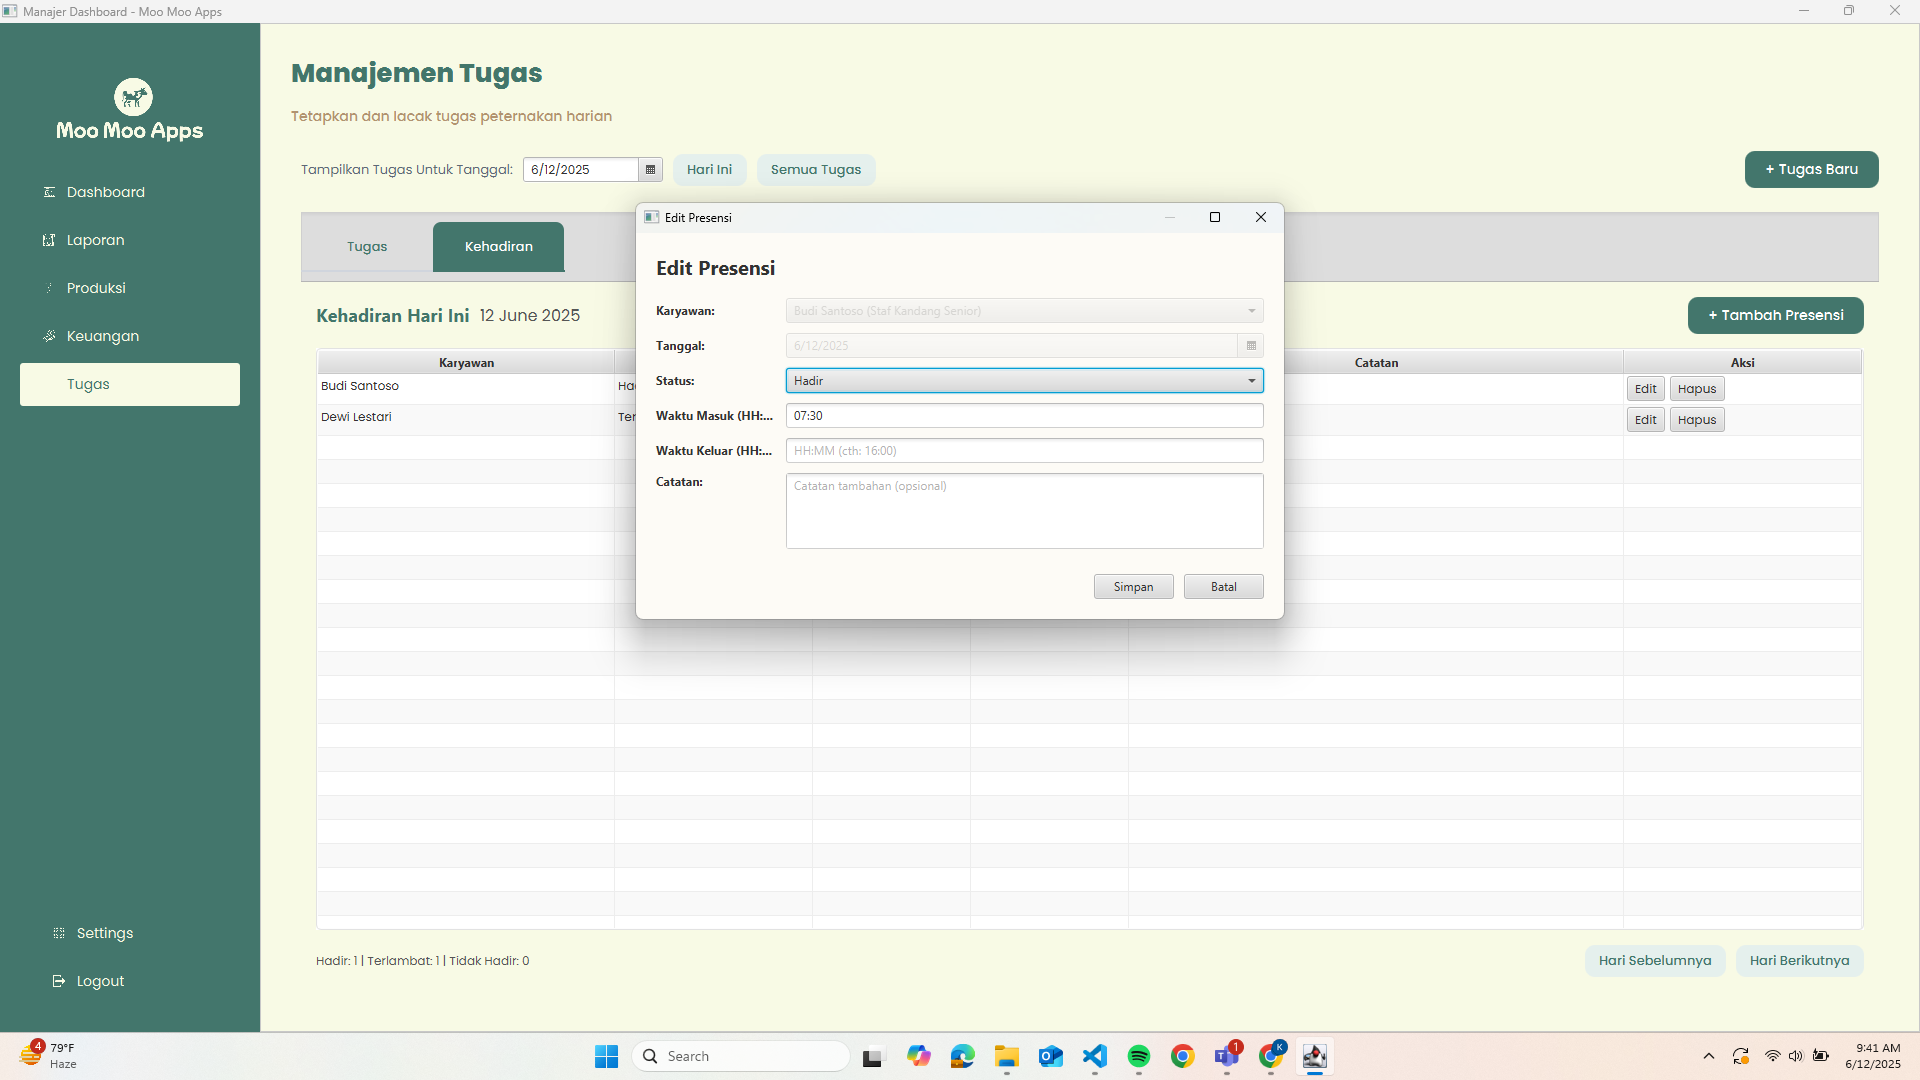 Manajer Dashboard - Moo Moo Apps
Moo Moo Apps
Dashboard
Laporan
Produksi
Keuangan
Tugas
Settings
Logout
Manajemen Tugas
Tetapkan dan lacak tugas peternakan harian
Tampilkan Tugas Untuk Tanggal: 6/12/2025 Hari Ini Semua Tugas + Tugas Baru
Tugas Kehadiran
Kehadiran Hari Ini 12 June 2025 + Tambah Presensi
Karyawan Catatan Aksi
Budi Santoso Edit Hapus
Dewi Lestari Edit Hapus
Edit Presensi
Edit Presensi
Karyawan: Budi Santoso (Staf Kandang Senior)
Tanggal: 6/12/2025
Status: Hadir
Waktu Masuk (HH:... 07:30
Waktu Keluar (HH:... HH:MM (cth: 16:00)
Catatan: Catatan tambahan (opsional)
Simpan Batal
Hadir: 1 | Terlambat: 1 | Tidak Hadir: 0
Hari Sebelumnya Hari Berikutnya
4
79°F
Haze
Search
1
K
9:41 AM
6/12/2025